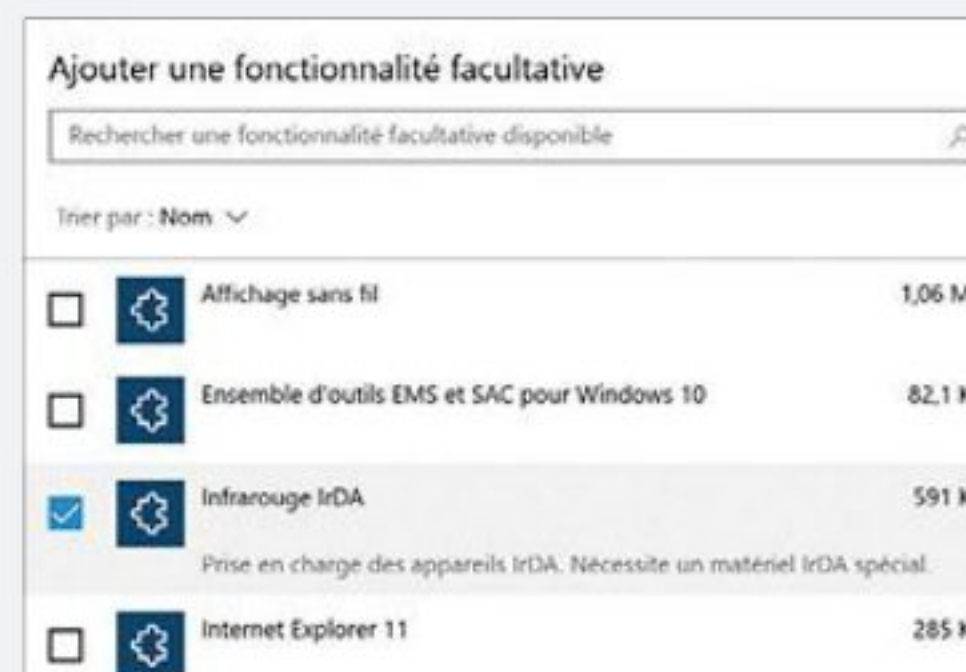 Ajouter une fonctionnalité facultative
Rechercher une fonctionnalité facultative disponible
Trier par : Nom
Affichage sans fil 1,06 M
Ensemble d'outils EMS et SAC pour Windows 10 82,1 K
Infrarouge IrDA 591 K
Prise en charge des appareils IrDA. Nécessite un matériel IrDA spécial.
Internet Explorer 11 285 K